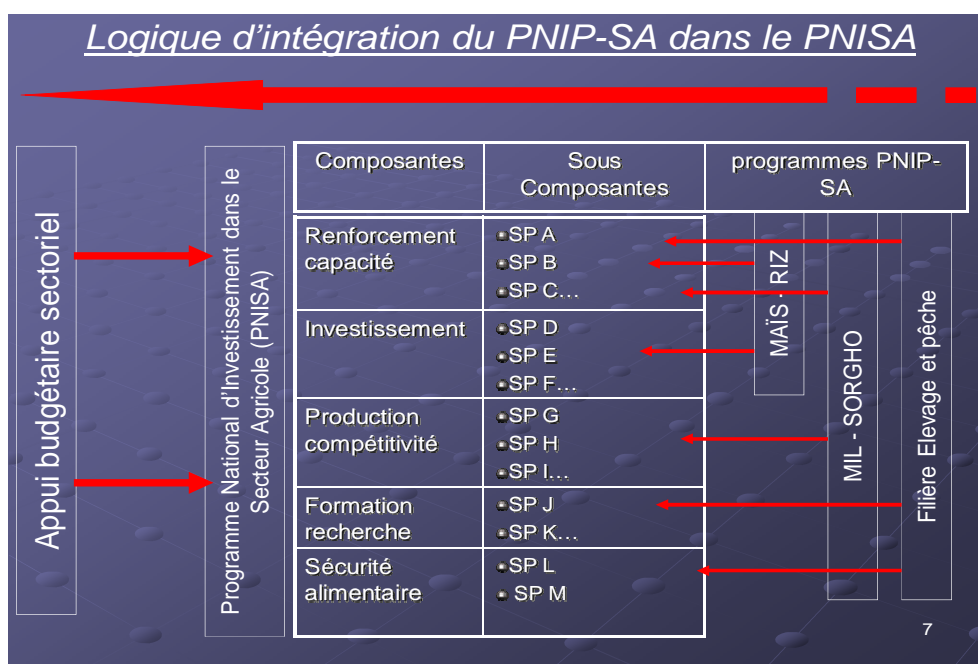 Logique d'intégration du PNIP-SA dans le PNISA
Appui budgétaire sectoriel
Programme National d'Investissement dans le
Secteur Agricole (PNISA)
Composantes
Sous
Composantes
programmes PNIP-
SA
Renforcement
capacité
SP A
SP B
SP C...
Investissement
SP D
SP E
SP F...
Production
compétitivité
SP G
SP H
SP I...
Formation
recherche
SP J
SP K...
Sécurité
alimentaire
SP L
SP M
MAÏS - RIZ
MIL - SORGHO
Filière Elevage et pêche
7